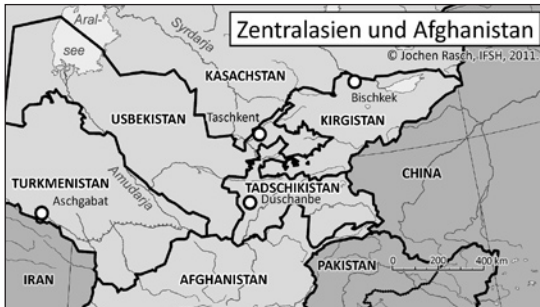 Zentralasien und Afghanistan
© Jochen Rasch, IFSH, 2011.
Aral-
see
Syrdarja
KASACHSTAN
Bischkek
Taschkent
USBEKISTAN
KIRGISTAN
CHINA
TURKMENISTAN
Amudarja
TADSCHIKISTAN
Duschanbe
Aschgabat
IRAN
AFGHANISTAN
PAKISTAN
0 200 400 km